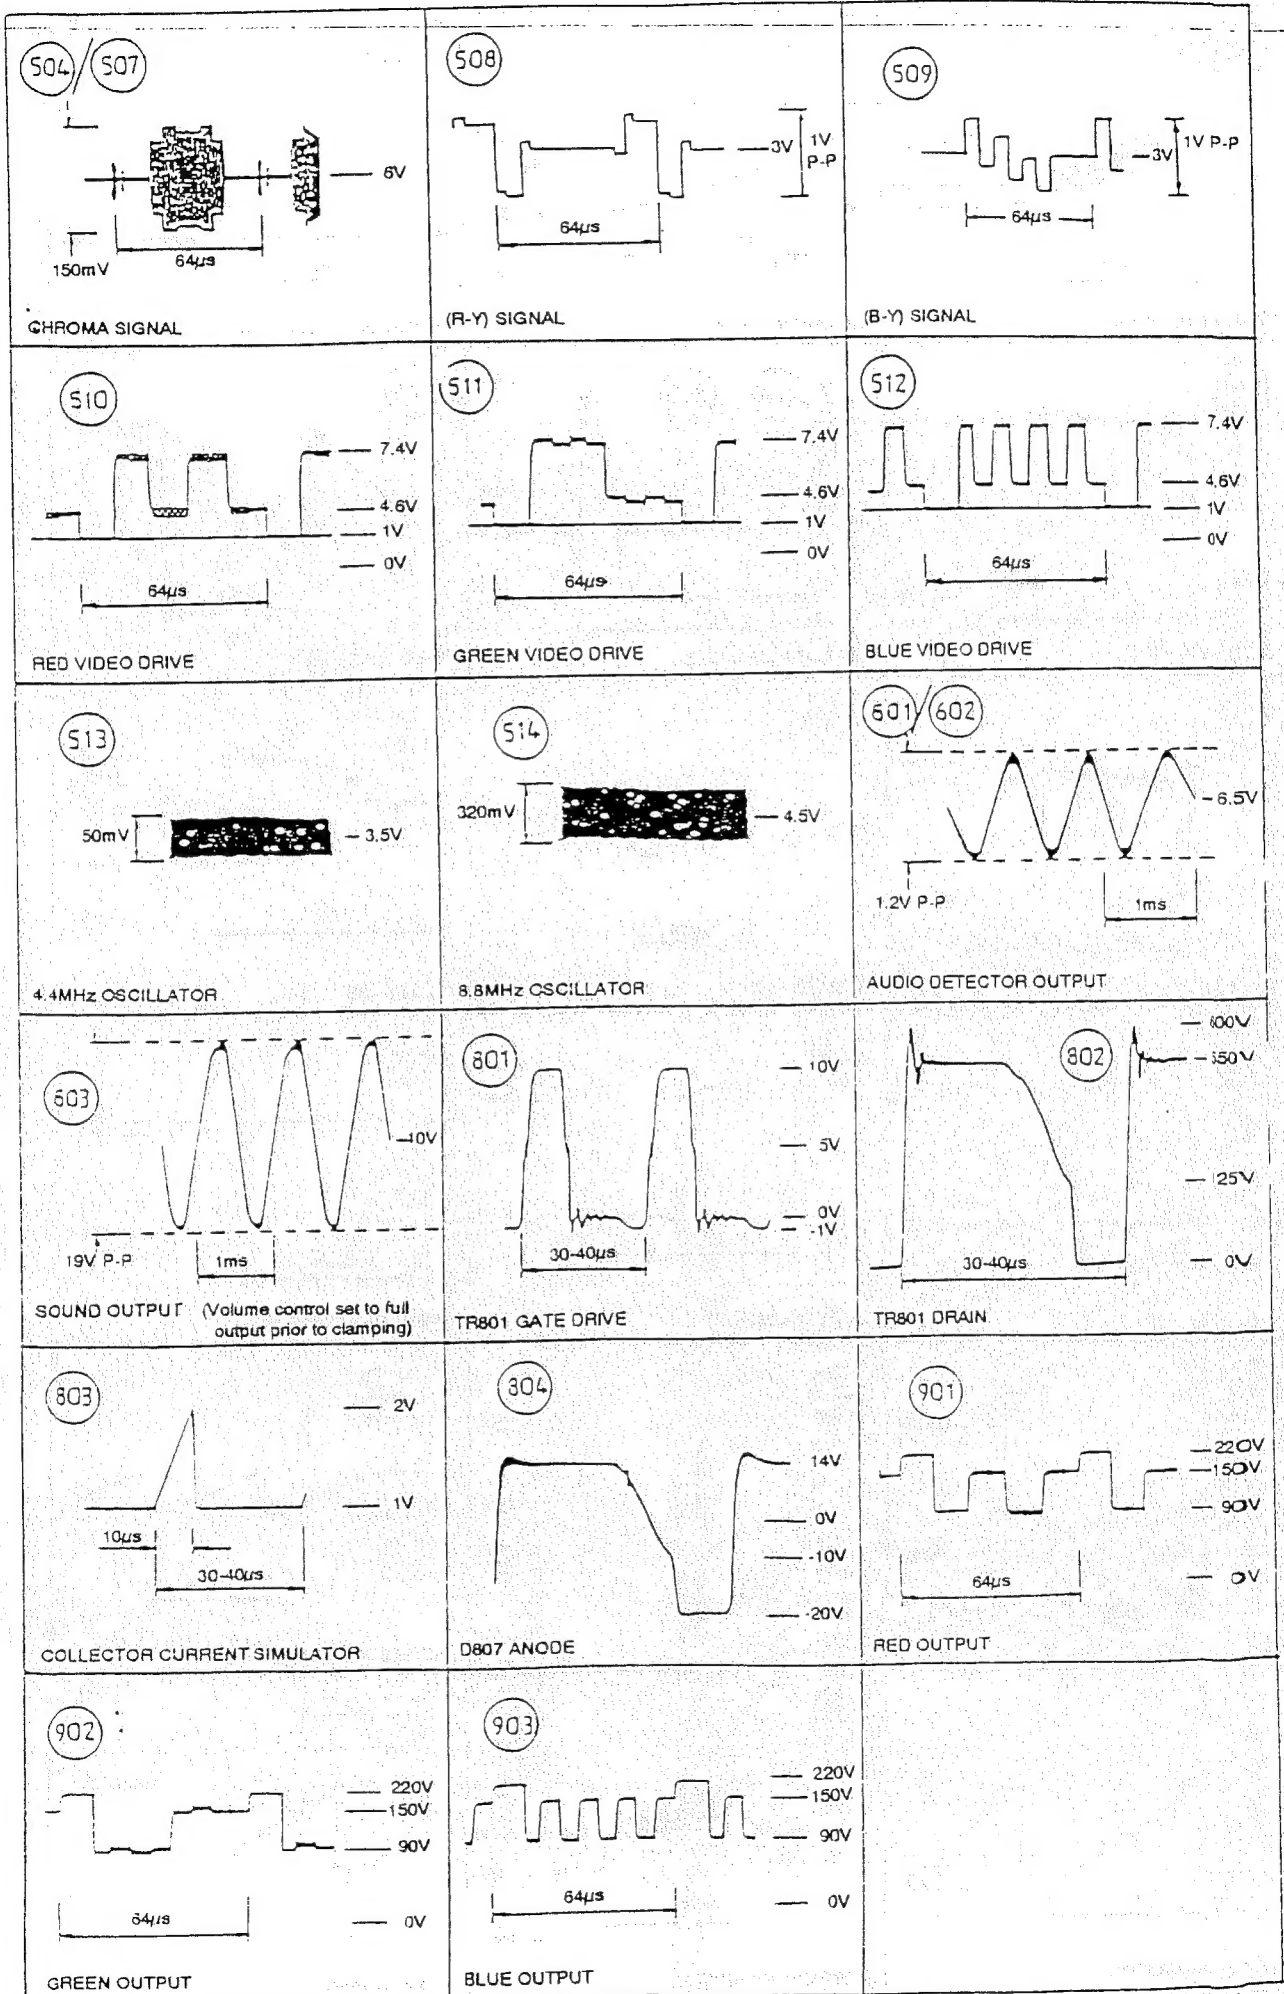 504/507
6V
64µs
150mV
CHROMA SIGNAL
508
3V
1V
P-P
64µs
(R-Y) SIGNAL
509
3V
1V P-P
64µs
(B-Y) SIGNAL
510
7.4V
4.6V
1V
0V
64µs
RED VIDEO DRIVE
511
7.4V
4.6V
1V
0V
64µs
GREEN VIDEO DRIVE
512
7.4V
4.6V
1V
0V
64µs
BLUE VIDEO DRIVE
513
50mV
3.5V
4.4MHz OSCILLATOR
514
320mV
4.5V
8.8MHz OSCILLATOR
601/602
6.5V
1.2V P-P
1ms
AUDIO DETECTOR OUTPUT
603
10V
19V P-P
1ms
SOUND OUTPUT (Volume control set to full
output prior to clamping)
801
10V
5V
0V
-1V
30-40µs
TR801 GATE DRIVE
802
0V
30-40µs
TR801 DRAIN
803
2V
1V
10µs
30-40µs
COLLECTOR CURRENT SIMULATOR
804
14V
0V
-10V
-20V
D807 ANODE
901
220V
150V
90V
0V
64µs
RED OUTPUT
902
220V
150V
90V
64µs
0V
GREEN OUTPUT
903
220V
150V
90V
64µs
0V
BLUE OUTPUT